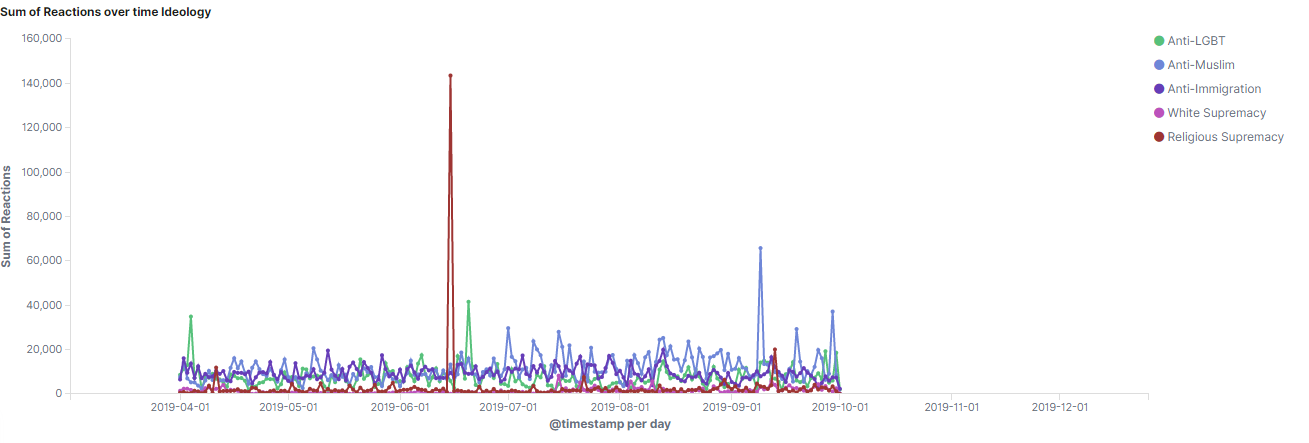 Sum of Reactions over time Ideology
160,000
140,000
120,000
100,000
80,000
60,000
40,000
20,000
0
Sum of Reactions
2019-04-01 2019-05-01 2019-06-01 2019-07-01 2019-08-01 2019-09-01 2019-10-01 2019-11-01 2019-12-01
@timestamp per day
Anti-LGBT
Anti-Muslim
Anti-Immigration
White Supremacy
Religious Supremacy